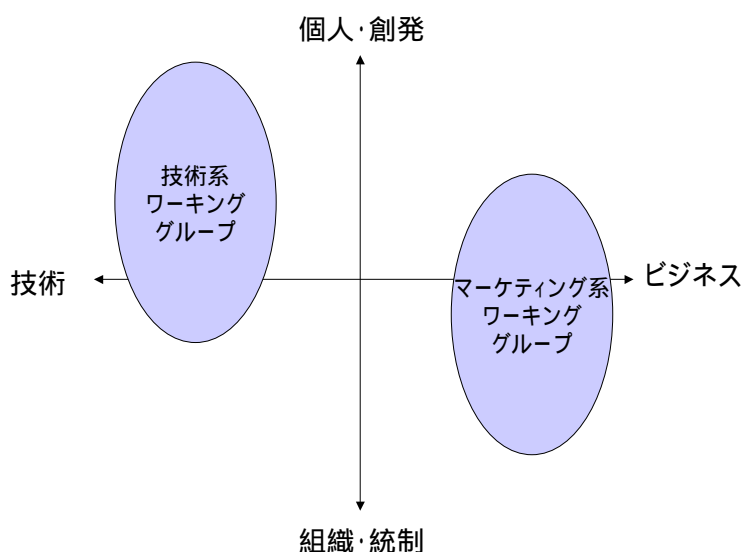 個人・創発
技術系
ワーキング
グループ
技術
ビジネス
マーケティング系
ワーキング
グループ
組織・統制